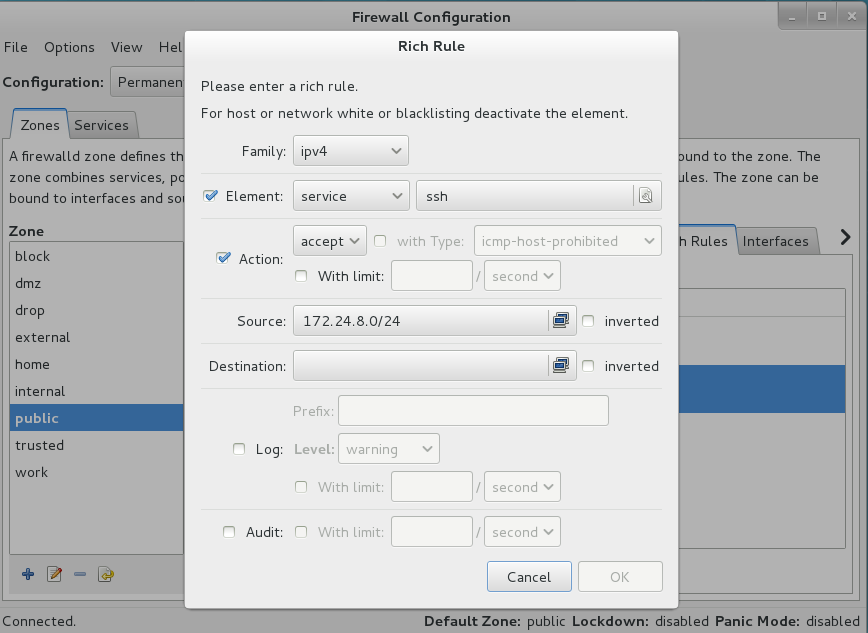 Firewall Configuration
File Options View Hel
Configuration: Permanen
Zones Services
A firewalld zone defines th
zone combines services, po
bound to interfaces and sou
ound to the zone. The
ules. The zone can be
Zone
block
dmz
drop
external
home
internal
public
trusted
work
h Rules Interfaces
Rich Rule
Please enter a rich rule.
For host or network white or blacklisting deactivate the element.
Family: ipv4
Element: service ssh
Action: accept with Type: icmp-host-prohibited
With limit: / second
Source: 172.24.8.0/24 inverted
Destination: inverted
Prefix:
Log: Level: warning
With limit: / second
Audit: With limit: / second
Cancel OK
Connected.
Default Zone: public Lockdown: disabled Panic Mode: disabled